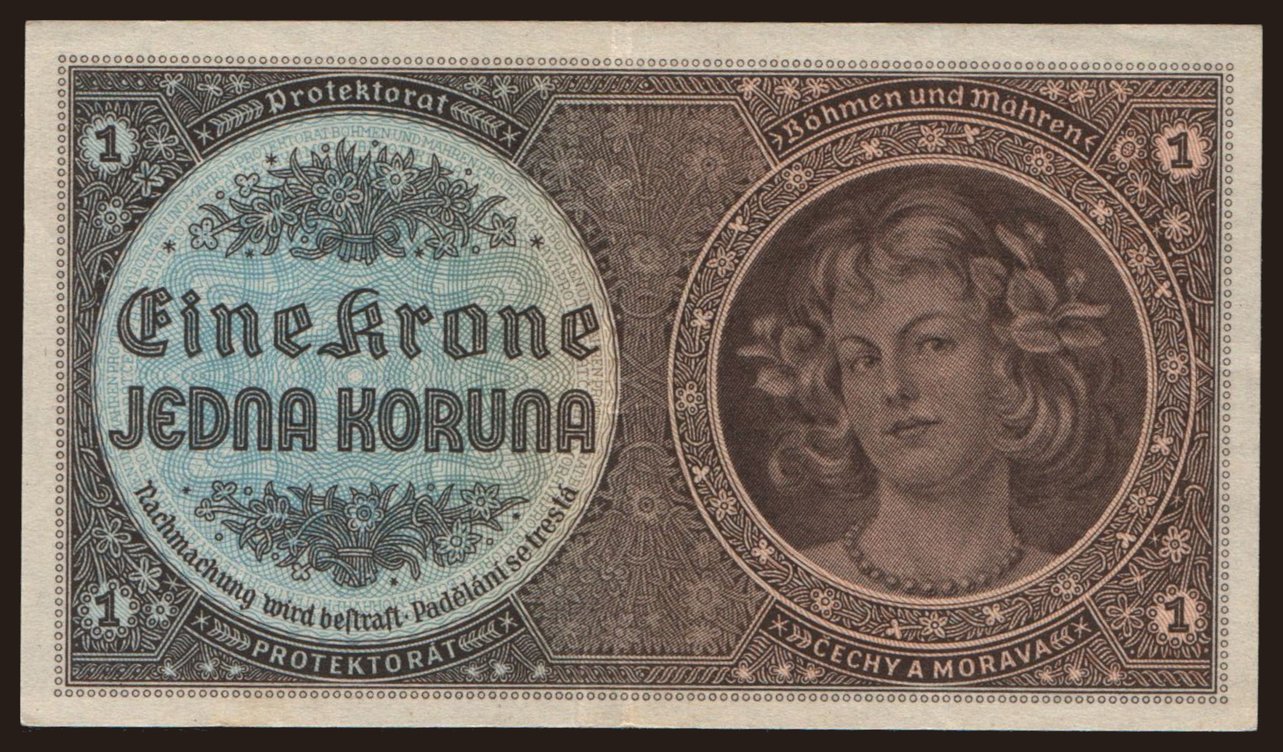 Protektorat
Böhmen und Mähren
1
1
Eine Krone
JEDNA KORUNA
Nachmachung wird bestraft · Padělání se trestá
1
1
PROTEKTORÁT
ČECHY A MORAVA